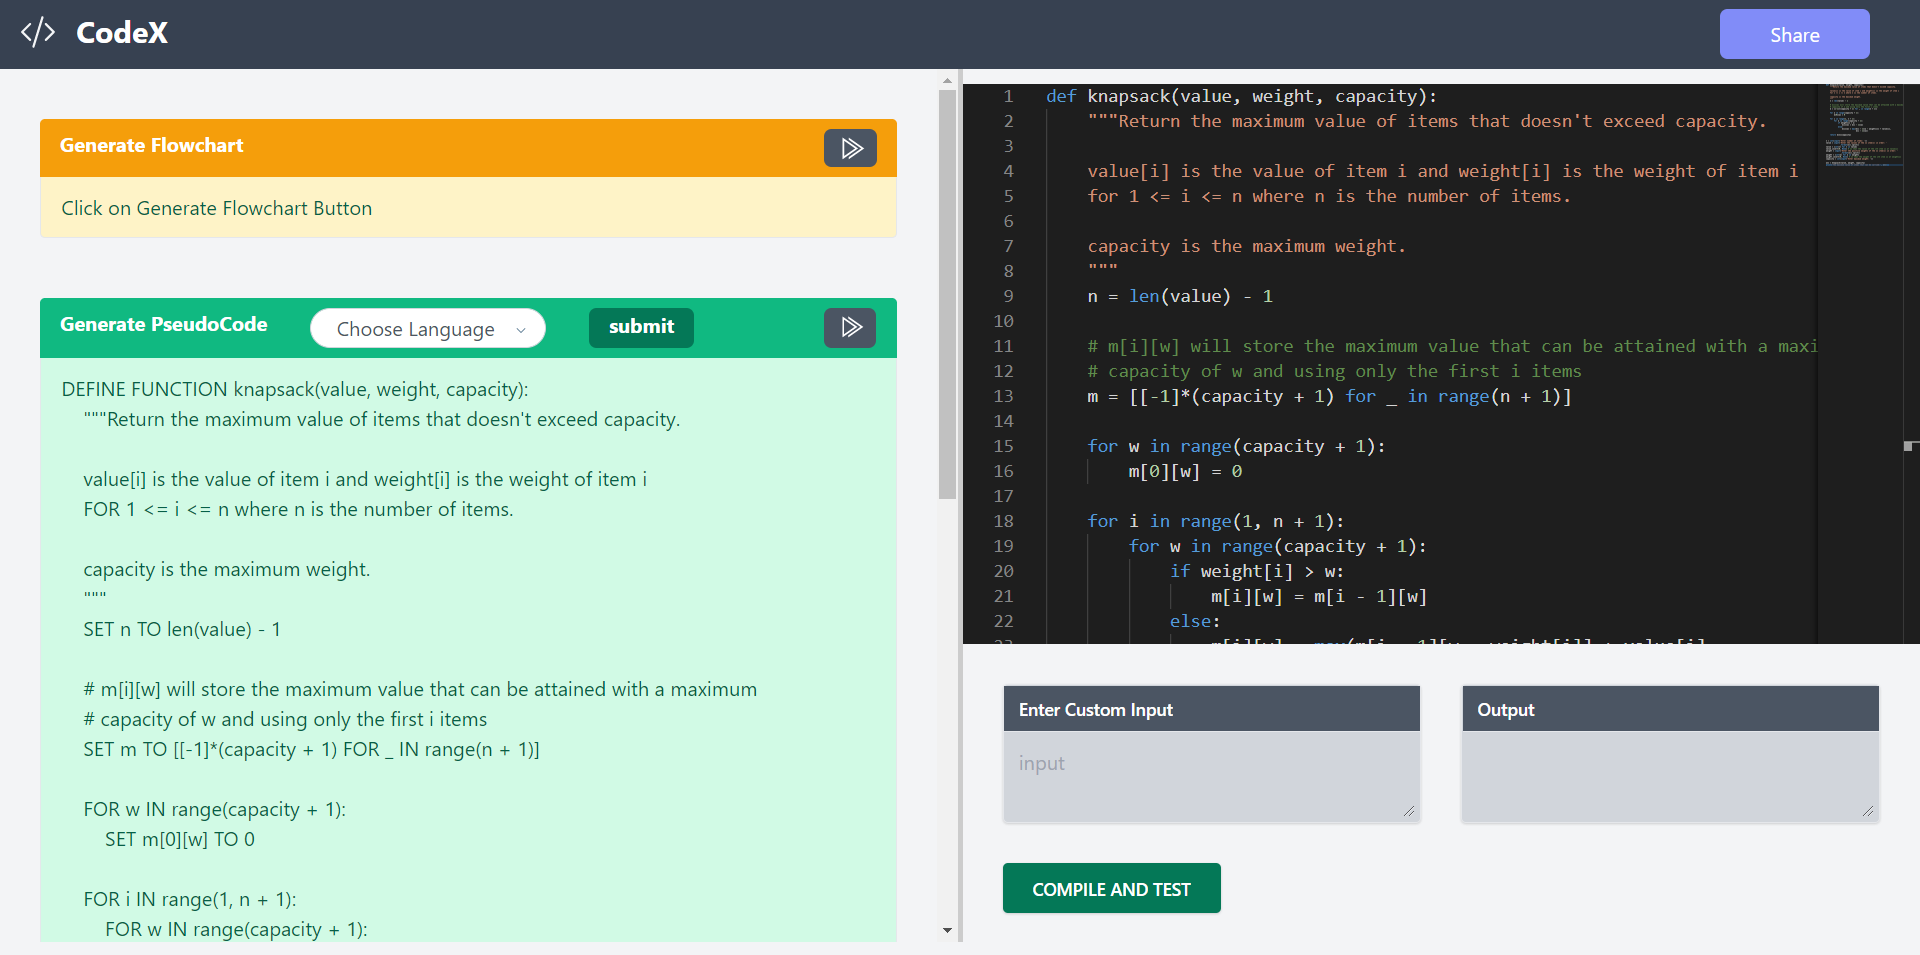 </> CodeX
Share
Generate Flowchart
Click on Generate Flowchart Button
Generate PseudoCode
Choose Language
submit
DEFINE FUNCTION knapsack(value, weight, capacity):
"""Return the maximum value of items that doesn't exceed capacity.
value[i] is the value of item i and weight[i] is the weight of item i
FOR 1 <= i <= n where n is the number of items.
capacity is the maximum weight.
"""
SET n TO len(value) - 1
# m[i][w] will store the maximum value that can be attained with a maximum
# capacity of w and using only the first i items
SET m TO [[-1]*(capacity + 1) FOR _ IN range(n + 1)]
FOR w IN range(capacity + 1):
SET m[0][w] TO 0
FOR i IN range(1, n + 1):
FOR w IN range(capacity + 1):
1 def knapsack(value, weight, capacity):
2 """Return the maximum value of items that doesn't exceed capacity.
3
4 value[i] is the value of item i and weight[i] is the weight of item i
5 for 1 <= i <= n where n is the number of items.
6
7 capacity is the maximum weight.
8 """
9 n = len(value) - 1
10
11 # m[i][w] will store the maximum value that can be attained with a maxi
12 # capacity of w and using only the first i items
13 m = [[-1]*(capacity + 1) for _ in range(n + 1)]
14
15 for w in range(capacity + 1):
16 m[0][w] = 0
17
18 for i in range(1, n + 1):
19 for w in range(capacity + 1):
20 if weight[i] > w:
21 m[i][w] = m[i - 1][w]
22 else:
Enter Custom Input
input
Output
COMPILE AND TEST